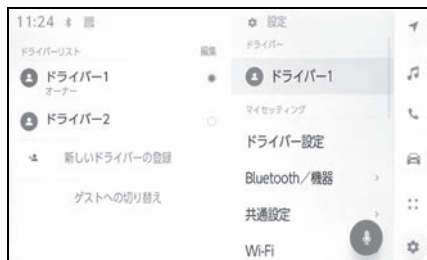 11:24
ドライバーリスト
編集
ドライバー1
オーナー
ドライバー2
新しいドライバーの登録
ゲストへの切り替え
設定
ドライバー
ドライバー1
マイセッティング
ドライバー設定
Bluetooth／機器
共通設定
Wi-Fi